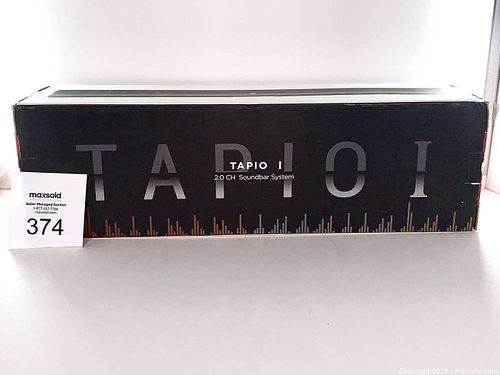 TAPIO I
TAPIO I
2.0 CH Soundbar System
maxsold
Seller Managed Auction
maxsold.com
374
Copyright 2022 - MaxSold.com